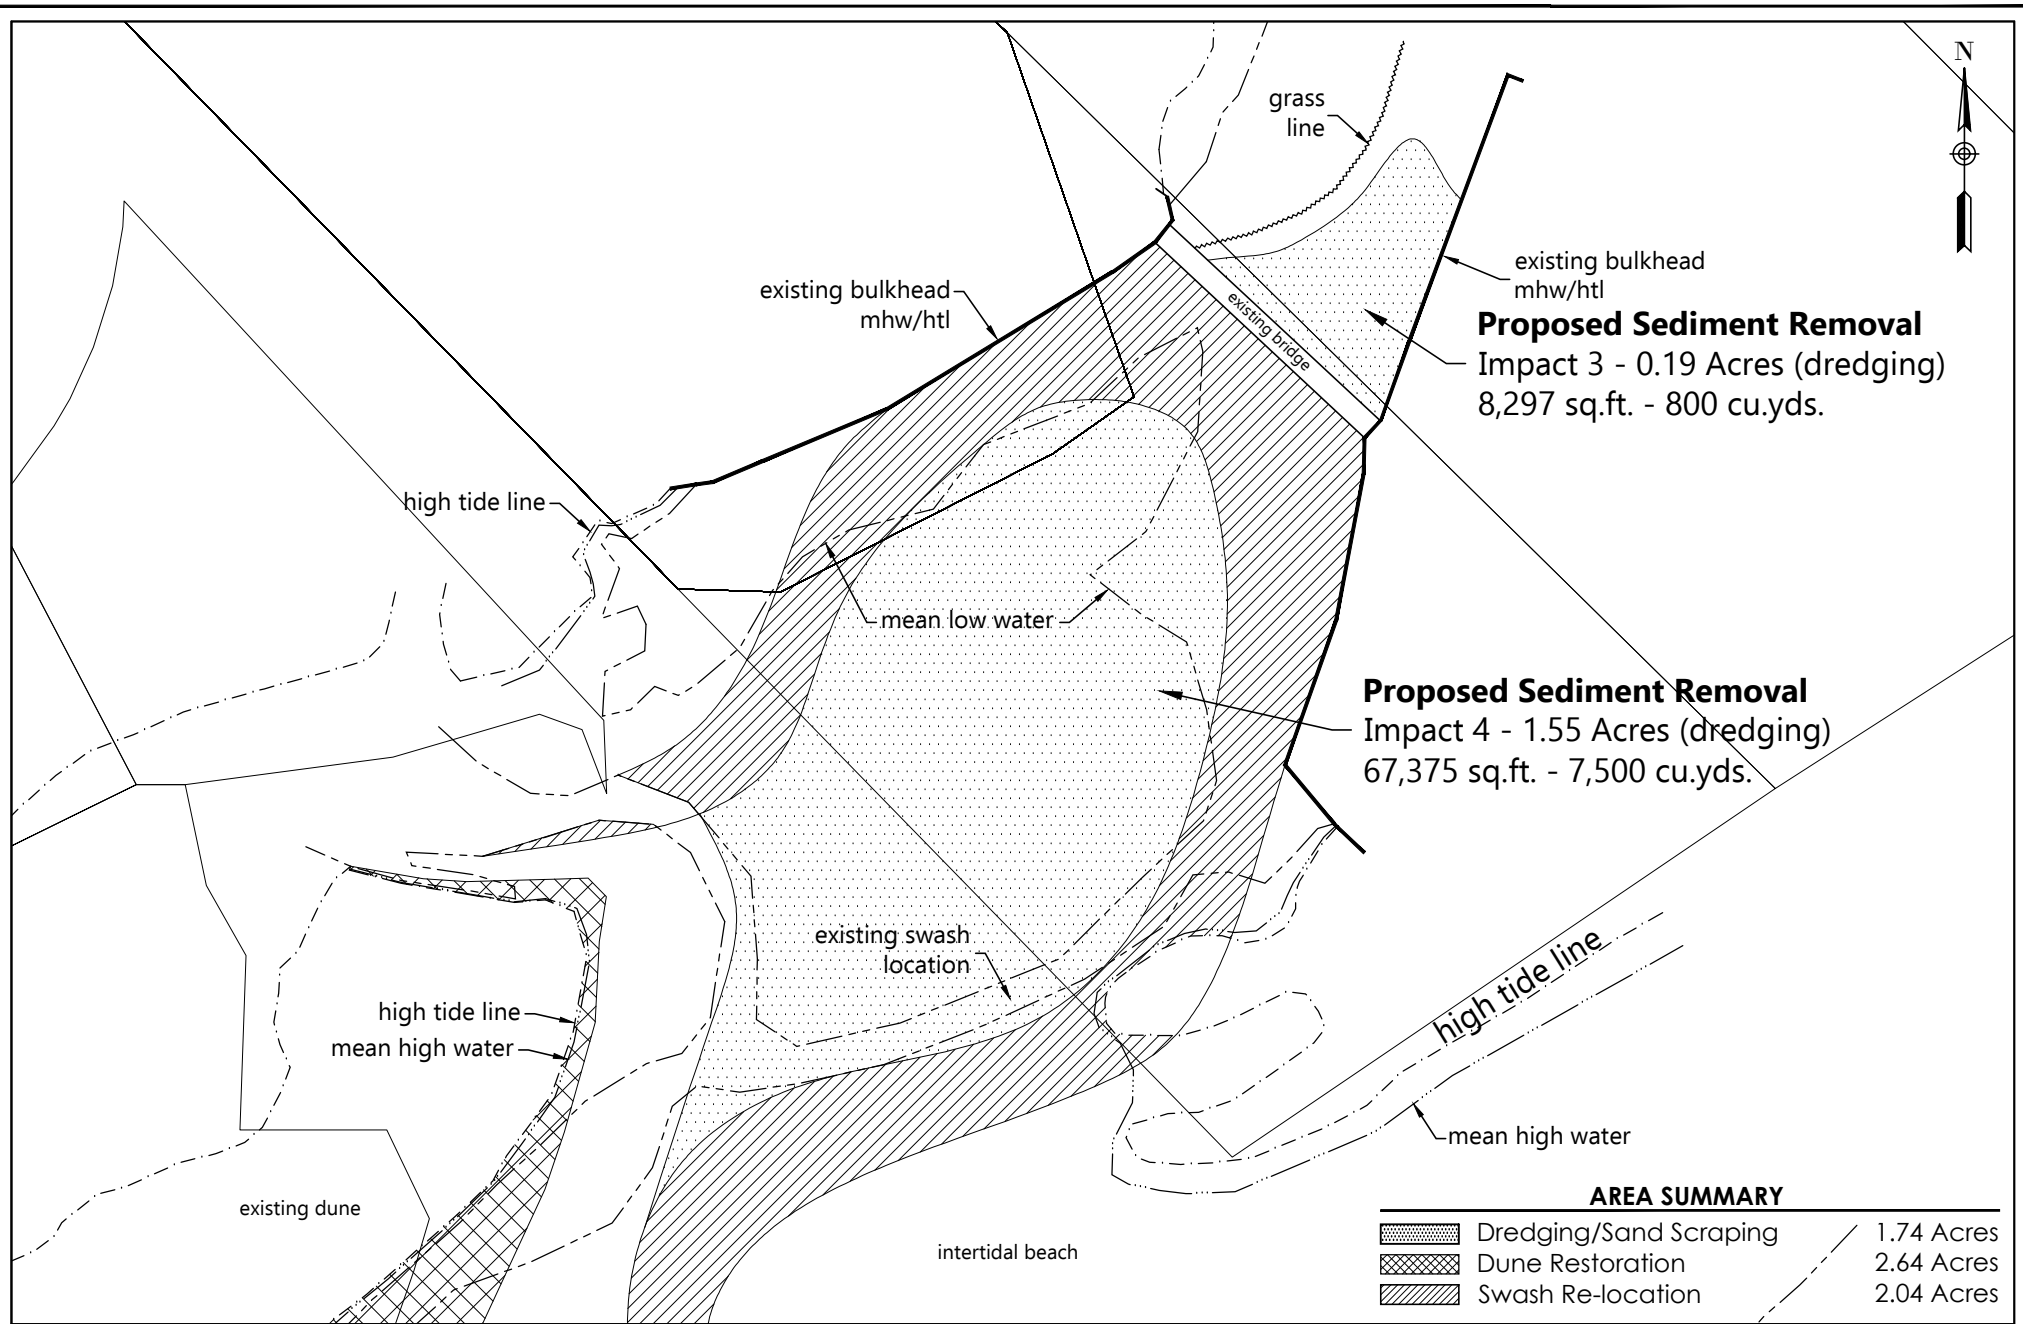 N
grass
line
existing bulkhead
mhw/htl
existing bulkhead
mhw/htl
existing bridge
Proposed Sediment Removal
Impact 3 - 0.19 Acres (dredging)
8,297 sq.ft. - 800 cu.yds.
high tide line
mean low water
Proposed Sediment Removal
Impact 4 - 1.55 Acres (dredging)
67,375 sq.ft. - 7,500 cu.yds.
existing swash
location
high tide line
high tide line
mean high water
mean high water
existing dune
intertidal beach
AREA SUMMARY
Dredging/Sand Scraping 1.74 Acres
Dune Restoration 2.64 Acres
Swash Re-location 2.04 Acres